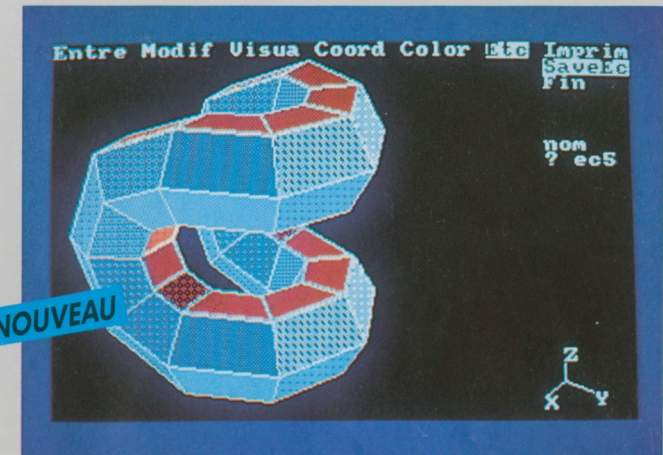 Entre Modif Visua Coord Color Etc Imprim
SaveEc
Fin
nom
? ec5
NOUVEAU
Z
X Y